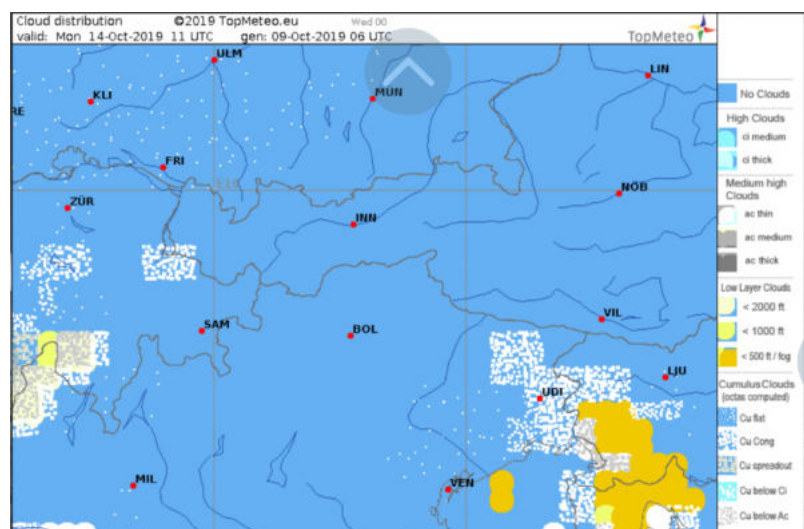 Cloud distribution ©2019 TopMeteo.eu Wed 00
valid: Mon 14-Oct-2019 11 UTC gen: 09-Oct-2019 06 UTC TopMeteo
ULM
LIN
KLI
MÜN
RE
FRI
E10
NÖB
ZÜR
INN
VIL
SAM
BOL
LJU
UDI
MIL
VEN
No Clouds
High Clouds
ci medium
ci thick
Medium high
Clouds
ac thin
ac medium
ac thick
Low Layer Clouds
< 2000 ft
< 1000 ft
< 500 ft / fog
Cumulus Clouds
(octas computed)
Cu flat
Cu Cong
Cu spreadout
Cu below Ci
Cu below Ac